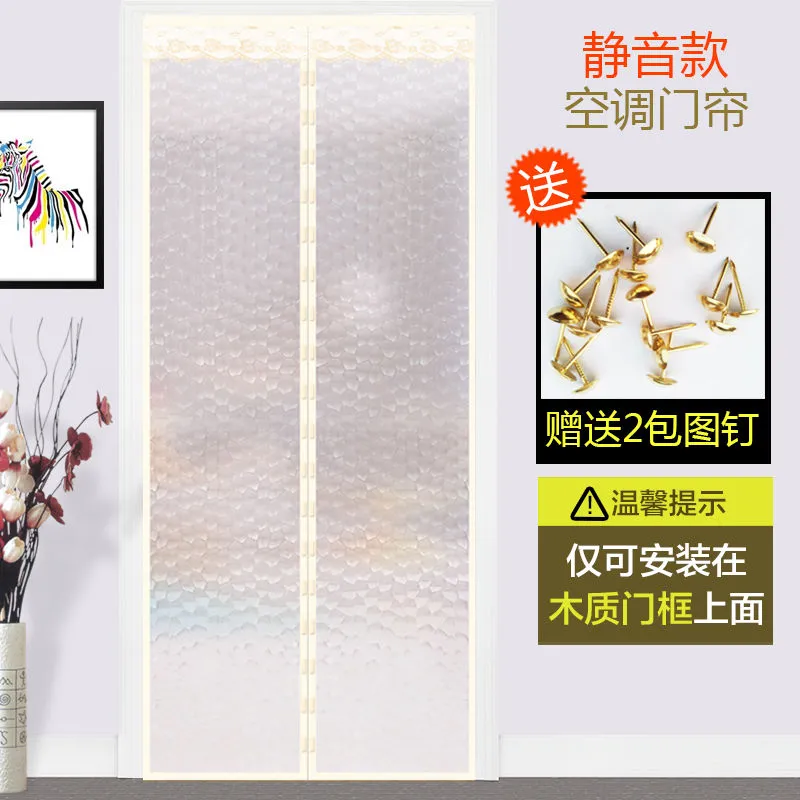 静音款
空调门帘
送
赠送2包图钉
温馨提示
仅可安装在
木质门框上面